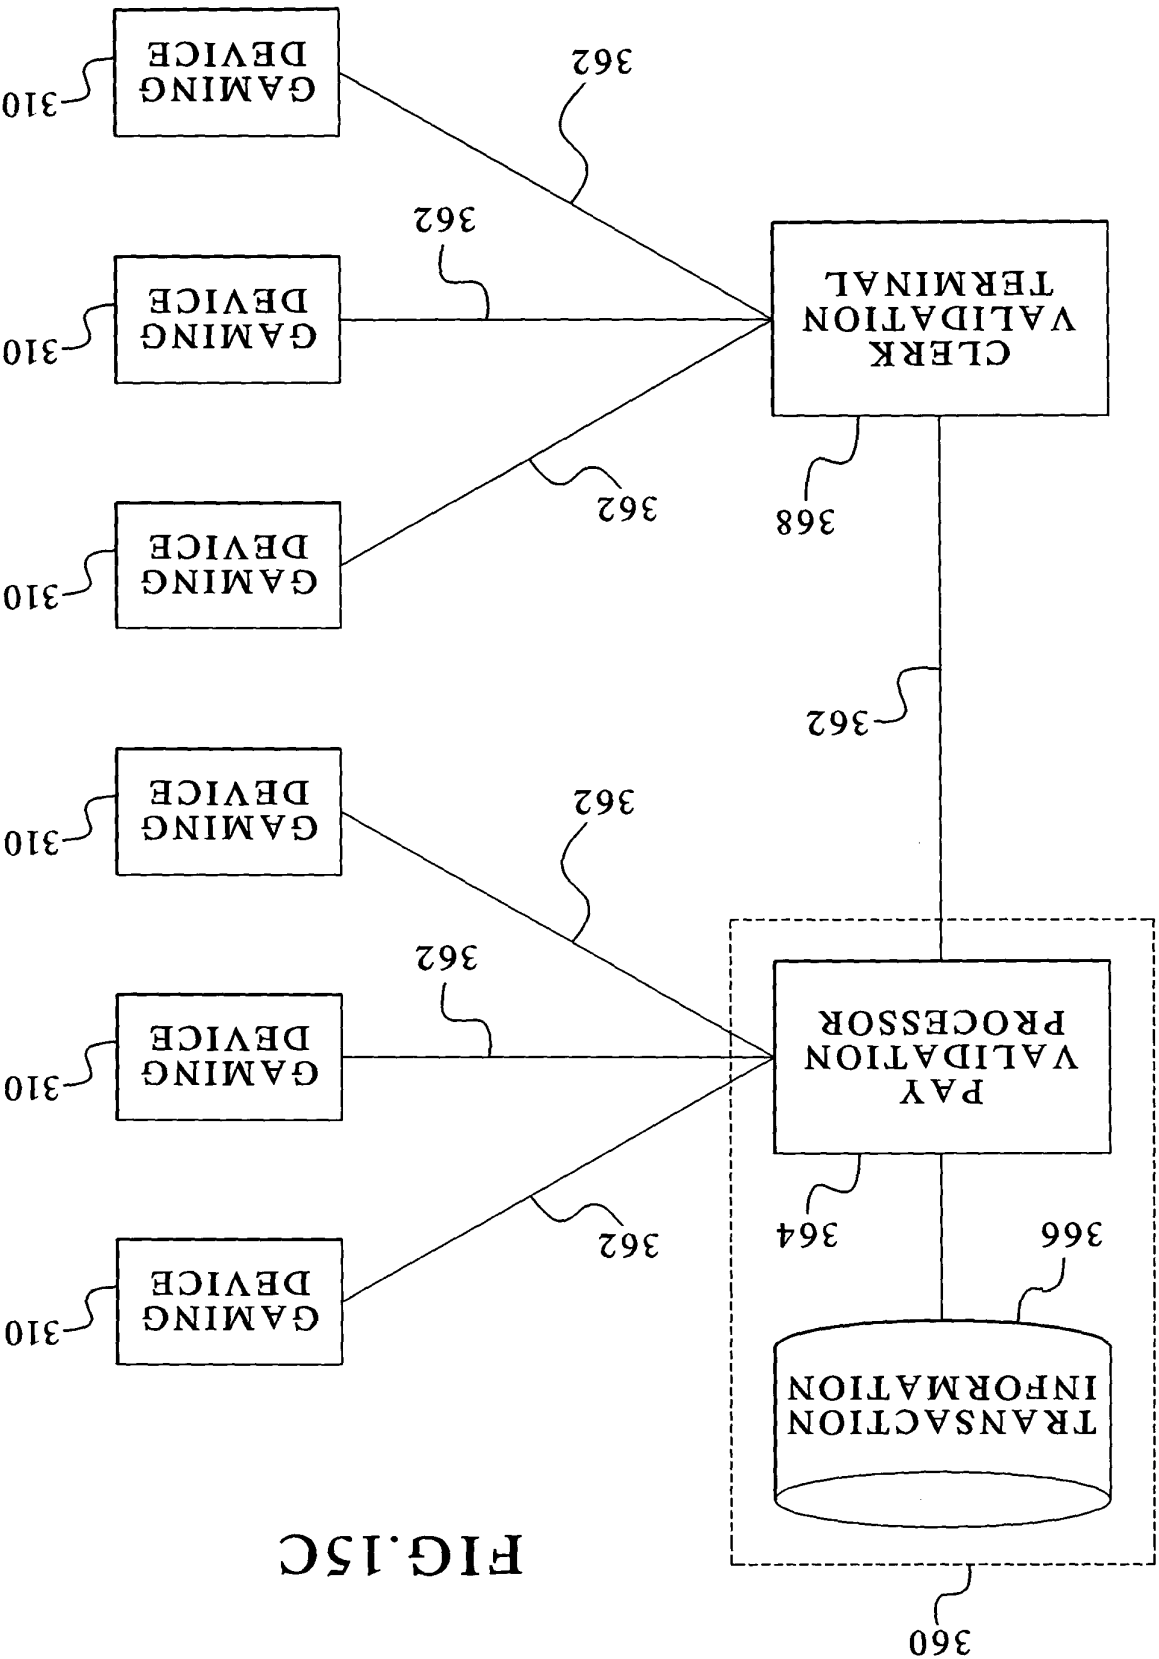 360
FIG.15C
TRANSACTION
INFORMATION
GAMING
DEVICE
310
366
364
362
PAY
VALIDATION
PROCESSOR
GAMING
DEVICE
310
362
GAMING
DEVICE
310
362
362
GAMING
DEVICE
310
368
362
CLERK
VALIDATION
TERMINAL
GAMING
DEVICE
310
362
GAMING
DEVICE
310
362